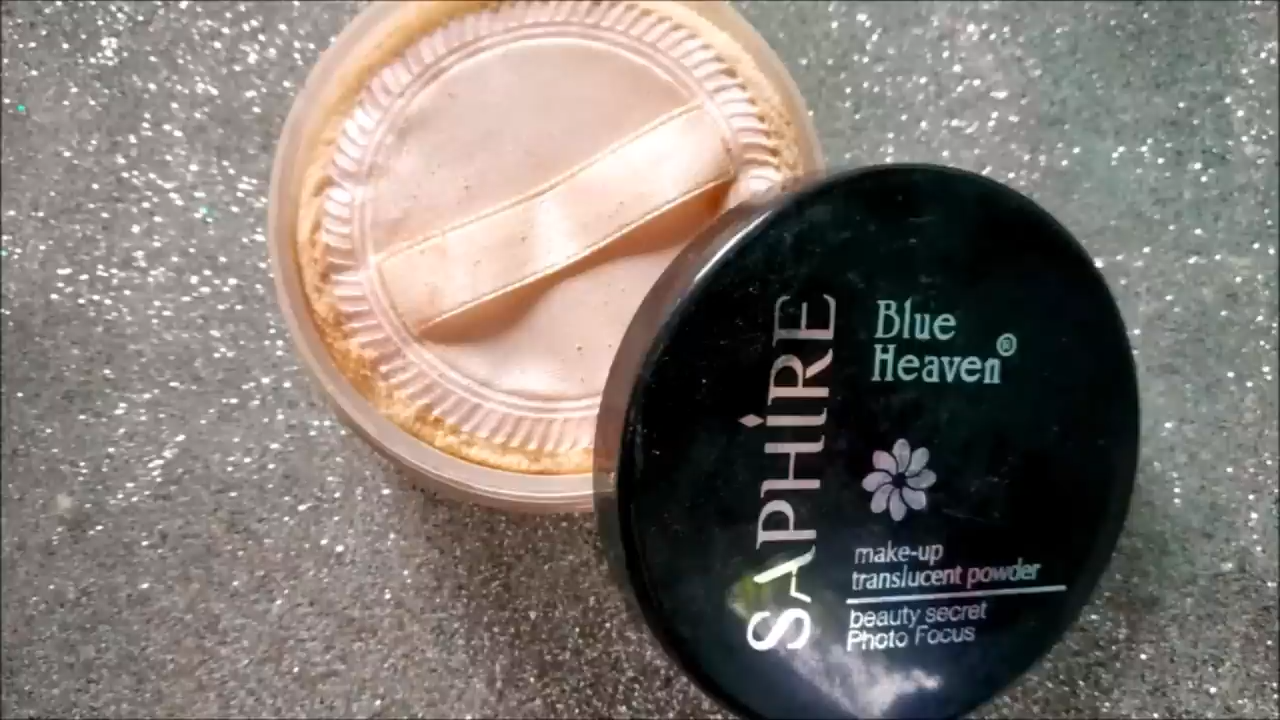 SAPHiRE
Blue
Heaven®
make-up
translucent powder
beauty secret
Photo Focus